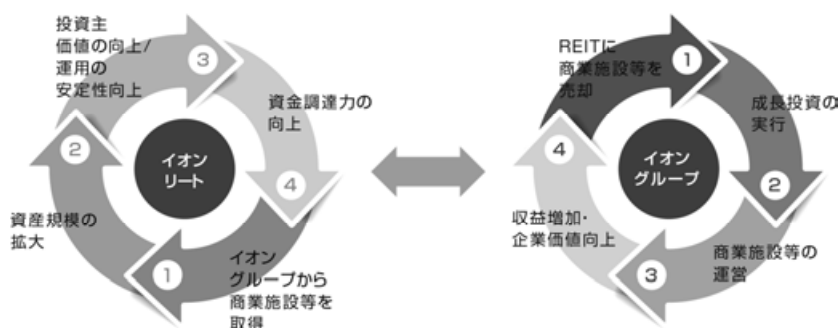 投資主
価値の向上/
運用の
安定性向上
3
資金調達力の
向上
2
イオン
リート
4
資産規模の
拡大
1
イオン
グループから
商業施設等を
取得
REITに
商業施設等を
売却
1
成長投資の
実行
4
イオン
グループ
2
収益増加・
企業価値向上
商業施設等の
運営
3